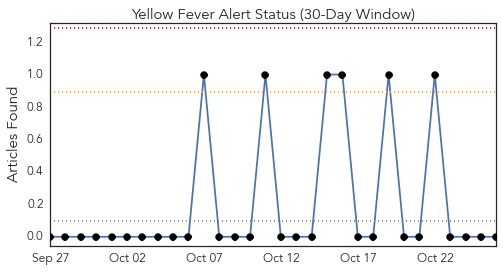 Yellow Fever Alert Status (30-Day Window)
Articles Found
1.2
1.0
0.8
0.6
0.4
0.2
0.0
Sep 27 Oct 02 Oct 07 Oct 12 Oct 17 Oct 22